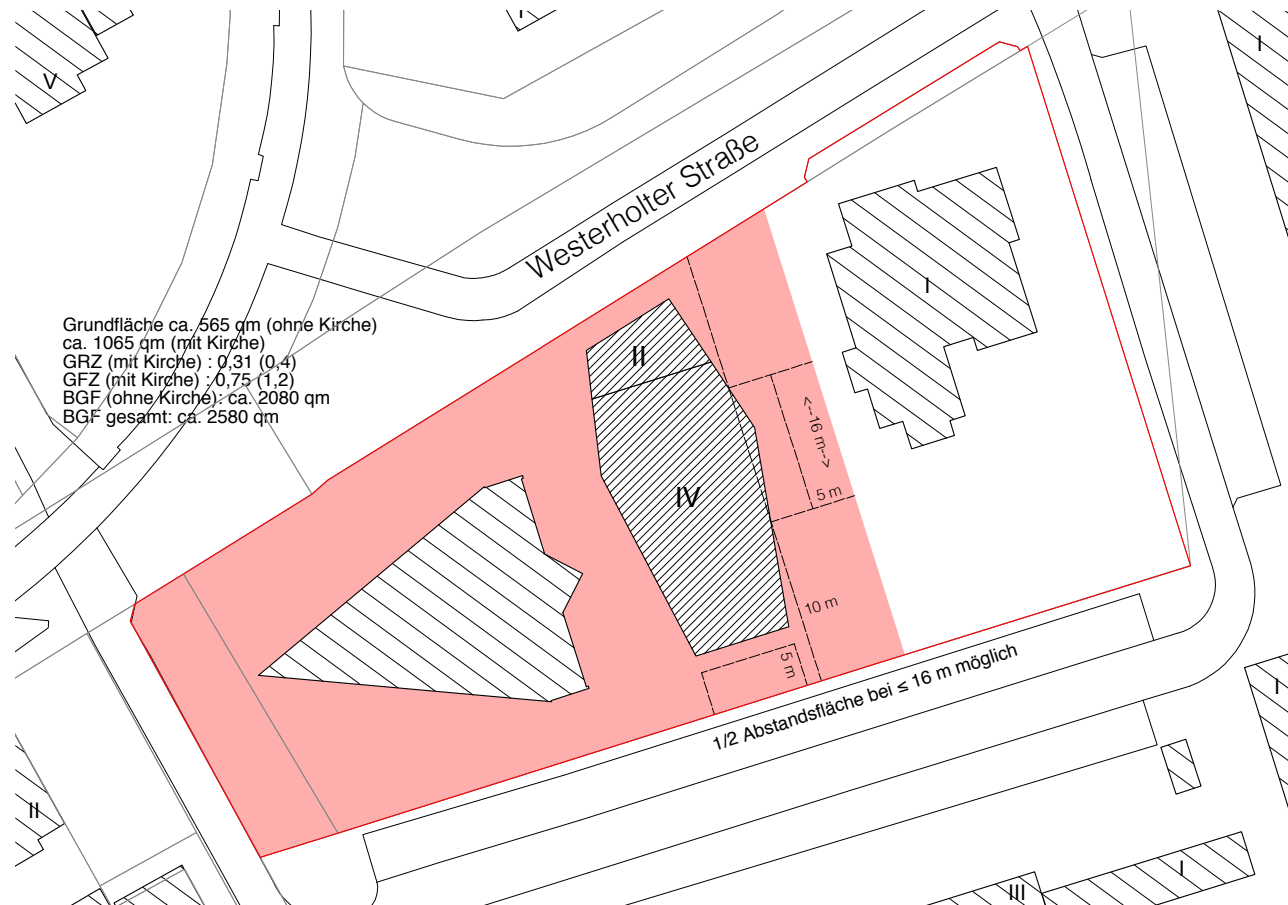 V
I
Westerholter Straße
Grundfläche ca. 565 qm (ohne Kirche)
ca. 1065 qm (mit Kirche)
GRZ (mit Kirche) : 0,31 (0,4)
GFZ (mit Kirche) : 0,75 (1,2)
BGF (ohne Kirche): ca. 2080 qm
BGF gesamt: ca. 2580 qm
I
II
<--16 m-->
IV
5 m
10 m
5 m
1/2 Abstandsfläche bei ≤ 16 m möglich
I
II
I
III